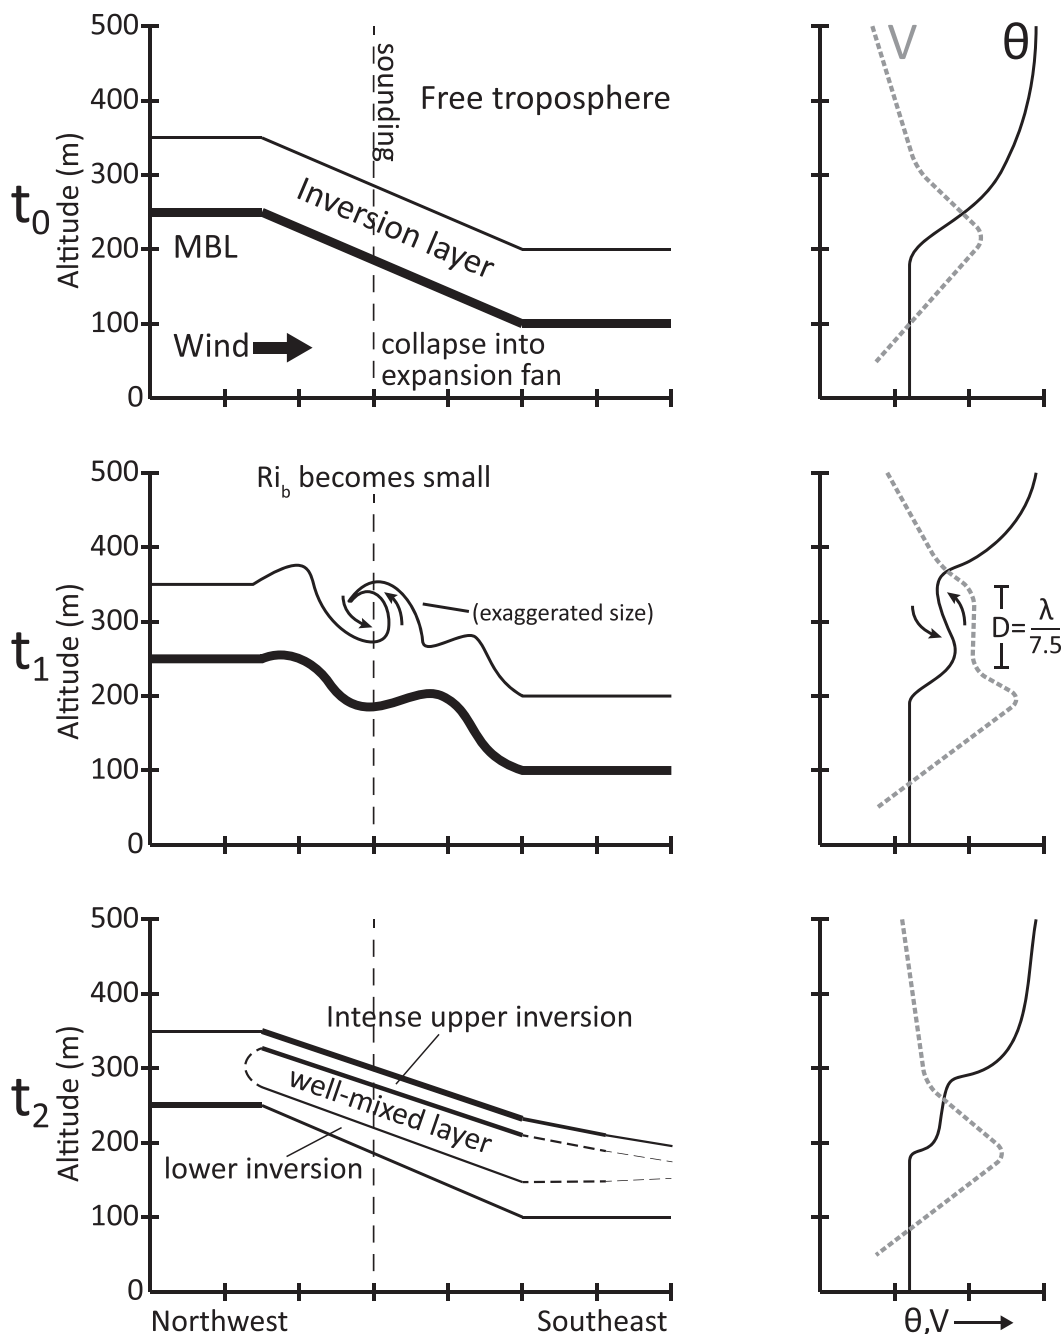 t0
Altitude (m)
500
400
300
200
100
0
sounding
Free troposphere
Inversion layer
MBL
Wind
collapse into
expansion fan
V
θ
t1
Altitude (m)
500
400
300
200
100
0
Rib becomes small
(exaggerated size)
D=λ/7.5
t2
Altitude (m)
500
400
300
200
100
0
Intense upper inversion
well-mixed layer
lower inversion
Northwest
Southeast
θ,V